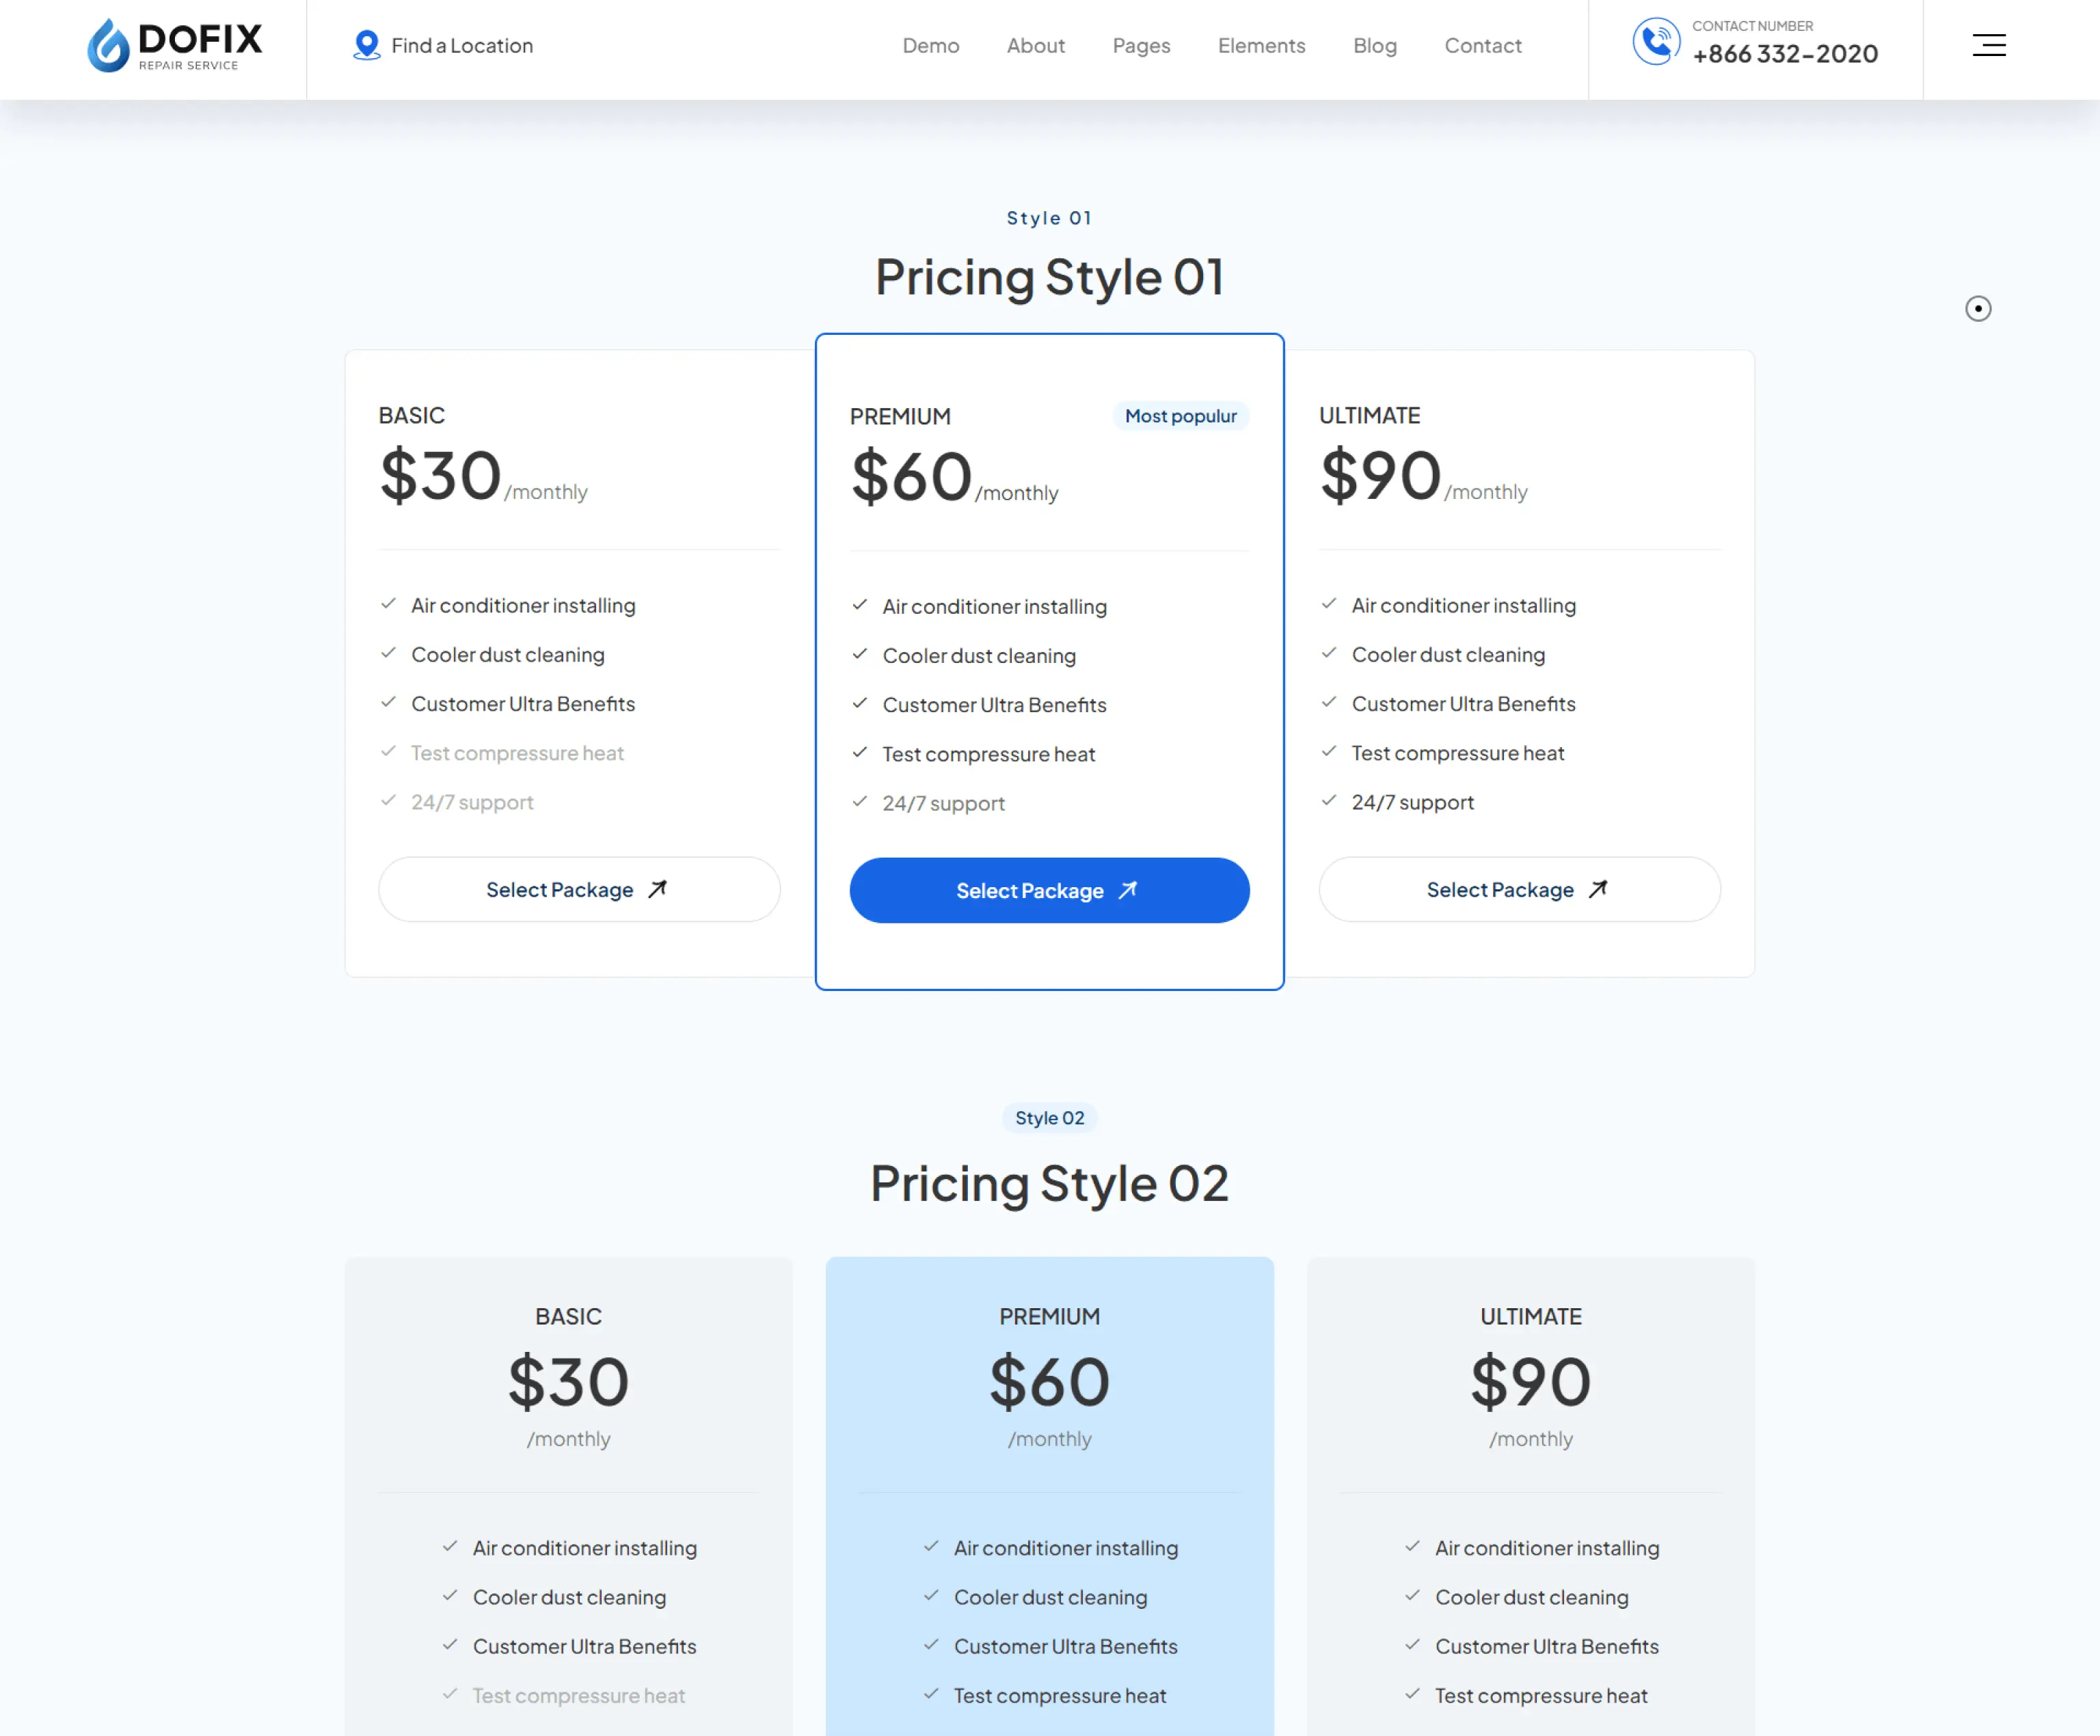 DOFIX
REPAIR SERVICE
Find a Location
Demo
About
Pages
Elements
Blog
Contact
CONTACT NUMBER
+866 332-2020
Style 01
Pricing Style 01
BASIC
$30/monthly
Air conditioner installing
Cooler dust cleaning
Customer Ultra Benefits
Test compressure heat
24/7 support
Select Package
PREMIUM
Most populur
$60/monthly
Air conditioner installing
Cooler dust cleaning
Customer Ultra Benefits
Test compressure heat
24/7 support
Select Package
ULTIMATE
$90/monthly
Air conditioner installing
Cooler dust cleaning
Customer Ultra Benefits
Test compressure heat
24/7 support
Select Package
Style 02
Pricing Style 02
BASIC
$30
/monthly
Air conditioner installing
Cooler dust cleaning
Customer Ultra Benefits
Test compressure heat
PREMIUM
$60
/monthly
Air conditioner installing
Cooler dust cleaning
Customer Ultra Benefits
Test compressure heat
ULTIMATE
$90
/monthly
Air conditioner installing
Cooler dust cleaning
Customer Ultra Benefits
Test compressure heat